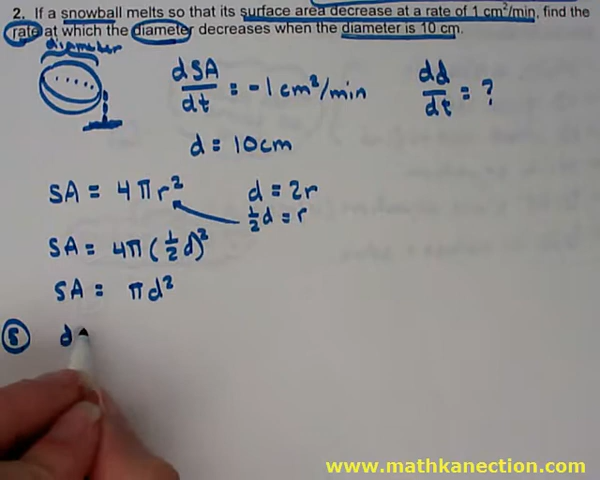 2. If a snowball melts so that its surface area decrease at a rate of 1 cm²/min, find the
rate at which the diameter decreases when the diameter is 10 cm.
diameter
dSA/dt = -1 cm²/min
dd/dt = ?
d = 10cm
SA = 4πr²
d = 2r
½d = r
SA = 4π(½d)²
SA = πd²
5 d
www.mathkanection.com